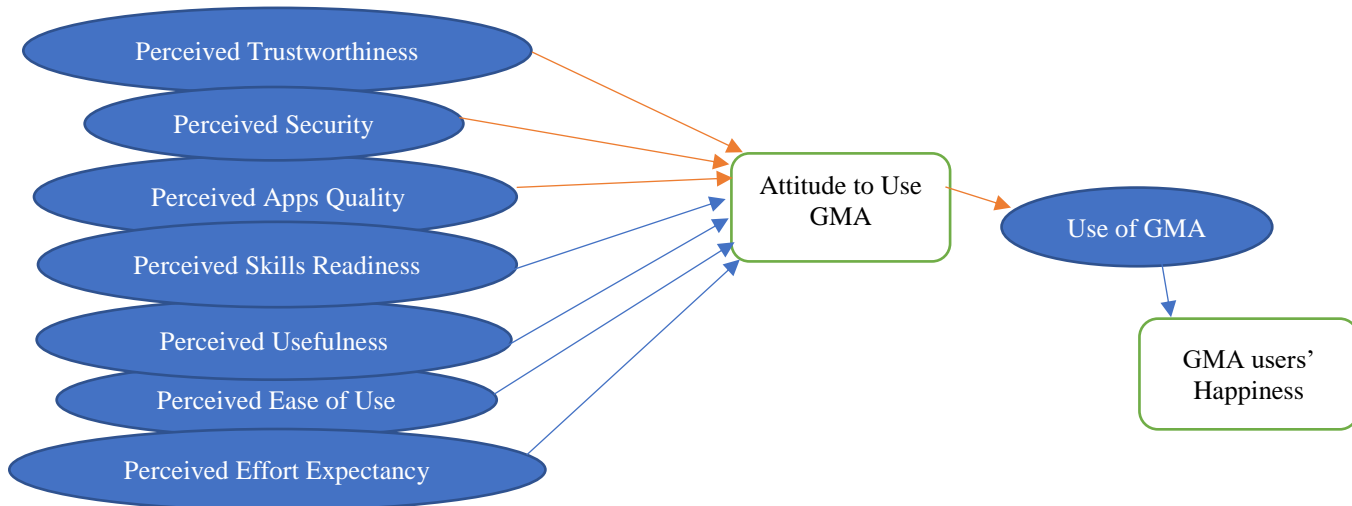 Perceived Trustworthiness
Perceived Security
Perceived Apps Quality
Perceived Skills Readiness
Perceived Usefulness
Perceived Ease of Use
Perceived Effort Expectancy
Attitude to Use
GMA
Use of GMA
GMA users’
Happiness